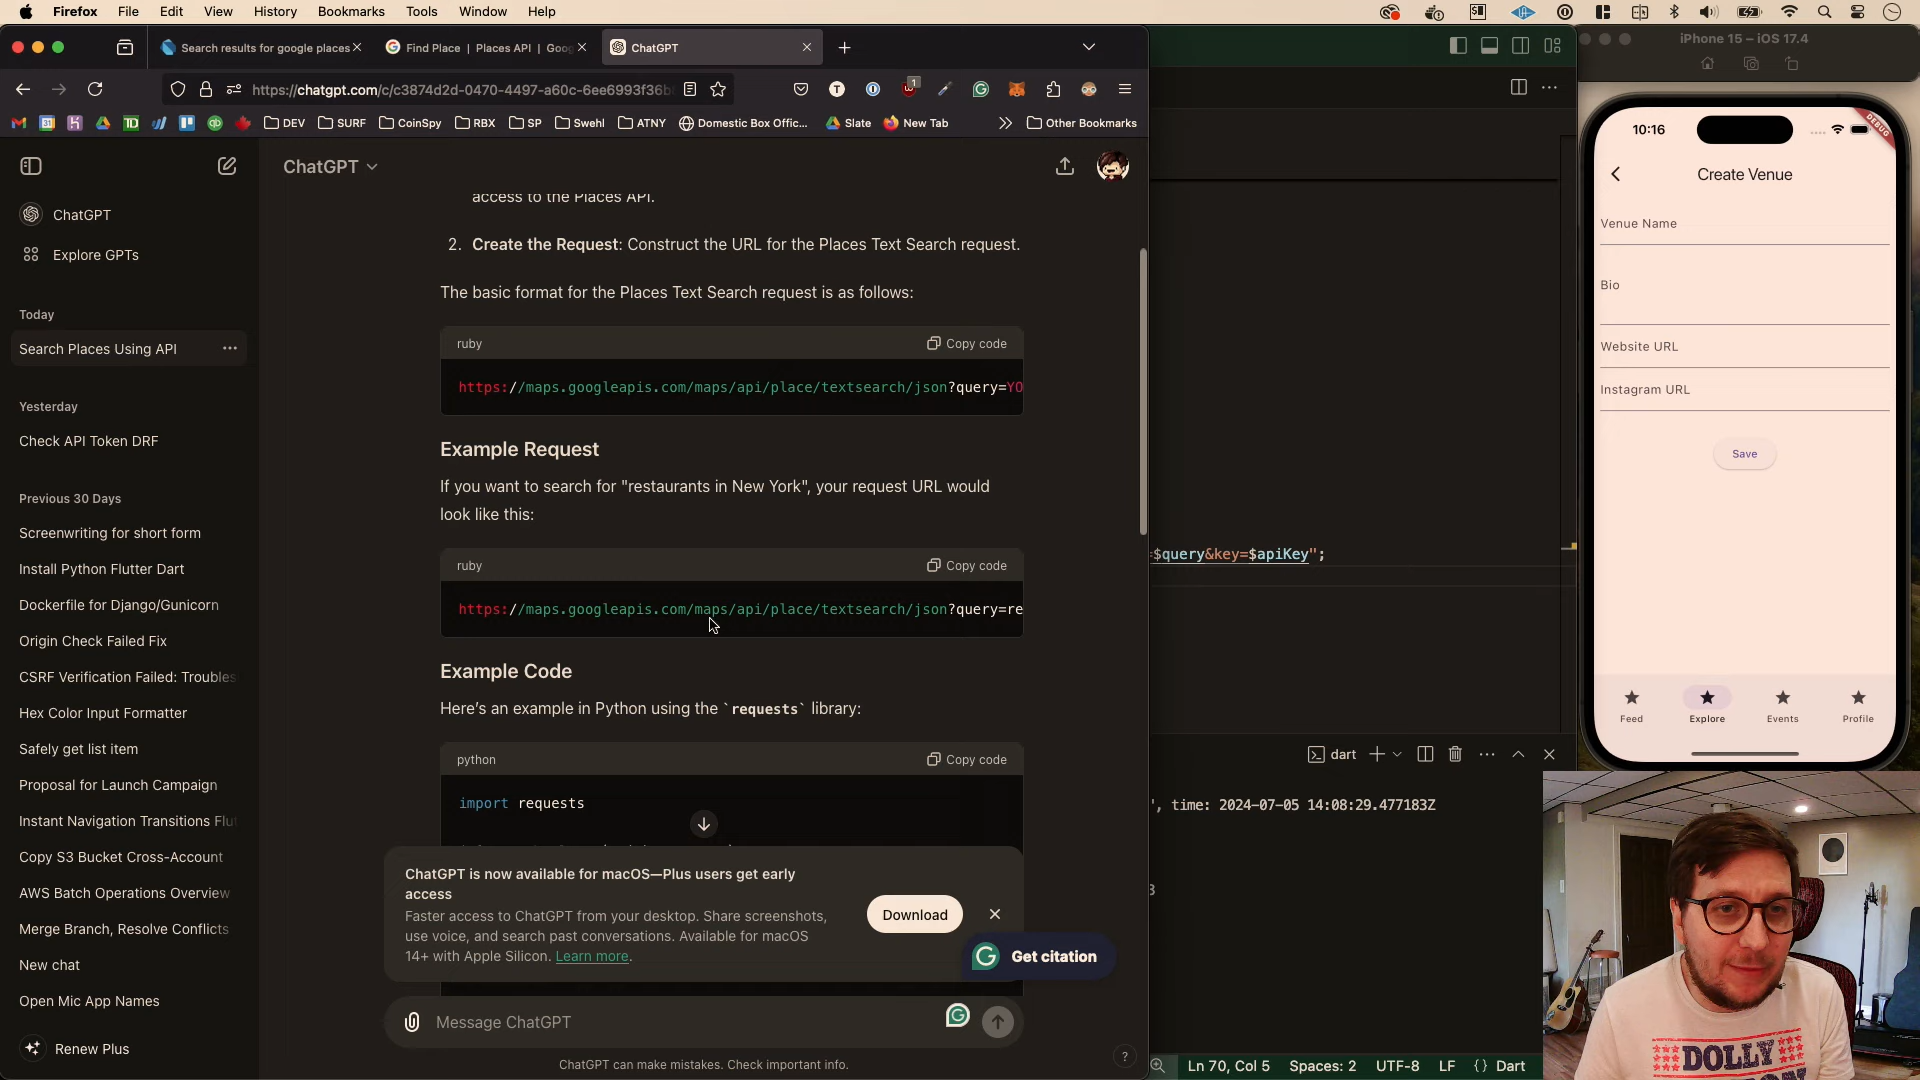 Firefox File Edit View History Bookmarks Tools Window Help
Search results for google places
Find Place | Places API | Goo
ChatGPT
iPhone 15 – iOS 17.4
https://chatgpt.com/c/c3874d2d-0470-4497-a60c-6ee6993f36b
1
DEV SURF CoinSpy RBX SP Swehl ATNY Domestic Box Offic... Slate New Tab Other Bookmarks
ChatGPT
Explore GPTs
Today
Search Places Using API
Yesterday
Check API Token DRF
Previous 30 Days
Screenwriting for short form
Install Python Flutter Dart
Dockerfile for Django/Gunicorn
Origin Check Failed Fix
CSRF Verification Failed: Troubles
Hex Color Input Formatter
Safely get list item
Proposal for Launch Campaign
Instant Navigation Transitions Flut
Copy S3 Bucket Cross-Account
AWS Batch Operations Overview
Merge Branch, Resolve Conflicts
New chat
Open Mic App Names
Renew Plus
ChatGPT
access to the Places API.
2. Create the Request: Construct the URL for the Places Text Search request.
The basic format for the Places Text Search request is as follows:
ruby
Copy code
https://maps.googleapis.com/maps/api/place/textsearch/json?query=YO
Example Request
If you want to search for "restaurants in New York", your request URL would
look like this:
ruby
Copy code
https://maps.googleapis.com/maps/api/place/textsearch/json?query=re
Example Code
Here's an example in Python using the `requests` library:
python
Copy code
import requests
ChatGPT is now available for macOS—Plus users get early
access
Faster access to ChatGPT from your desktop. Share screenshots,
use voice, and search past conversations. Available for macOS
14+ with Apple Silicon. Learn more.
Download
Get citation
Message ChatGPT
ChatGPT can make mistakes. Check important info.
?
=$query&key=$apiKey";
dart
', time: 2024-07-05 14:08:29.477183Z
Ln 70, Col 5 Spaces: 2 UTF-8 LF {} Dart
10:16
DEBUG
Create Venue
Venue Name
Bio
Website URL
Instagram URL
Save
Feed Explore Events Profile
DOLLY